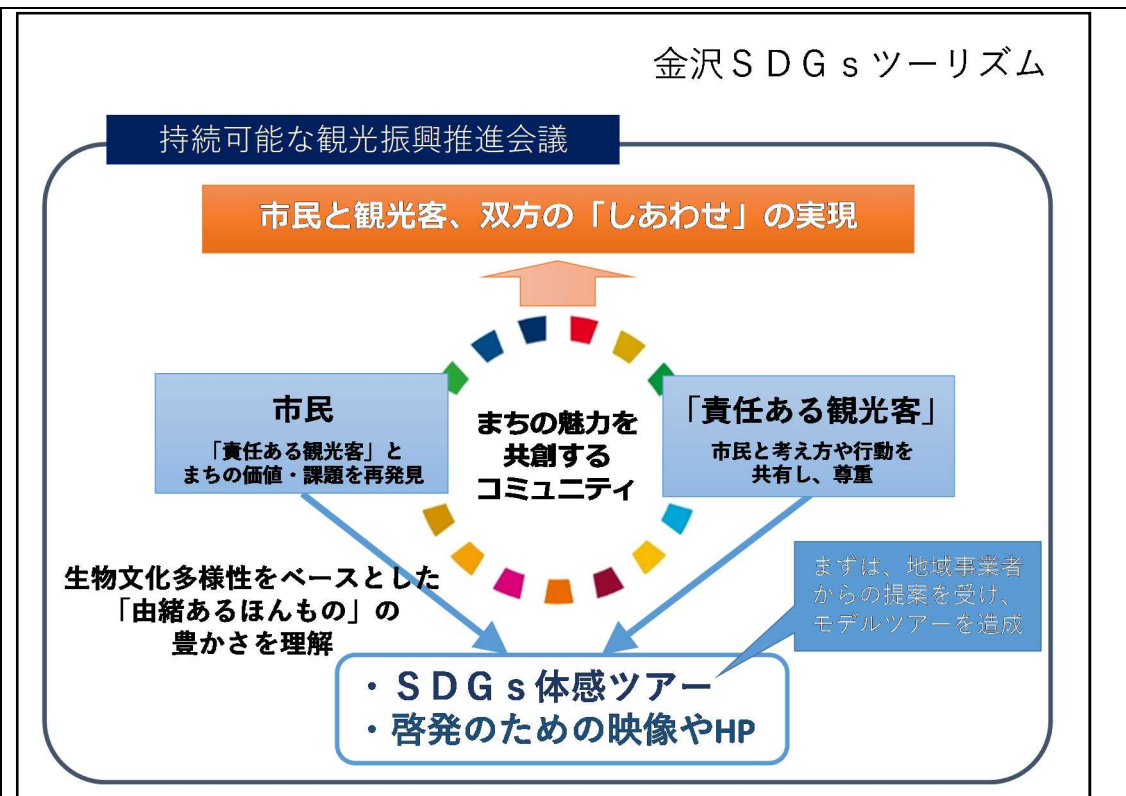 金沢ＳＤＧｓツーリズム
持続可能な観光振興推進会議
市民と観光客、双方の「しあわせ」の実現
市民
「責任ある観光客」と
まちの価値・課題を再発見
まちの魅力を
共創する
コミュニティ
「責任ある観光客」
市民と考え方や行動を
共有し、尊重
生物文化多様性をベースとした
「由緒あるほんもの」の
豊かさを理解
まずは、地域事業者
からの提案を受け、
モデルツアーを造成
・ＳＤＧｓ体感ツアー
・啓発のための映像やHP